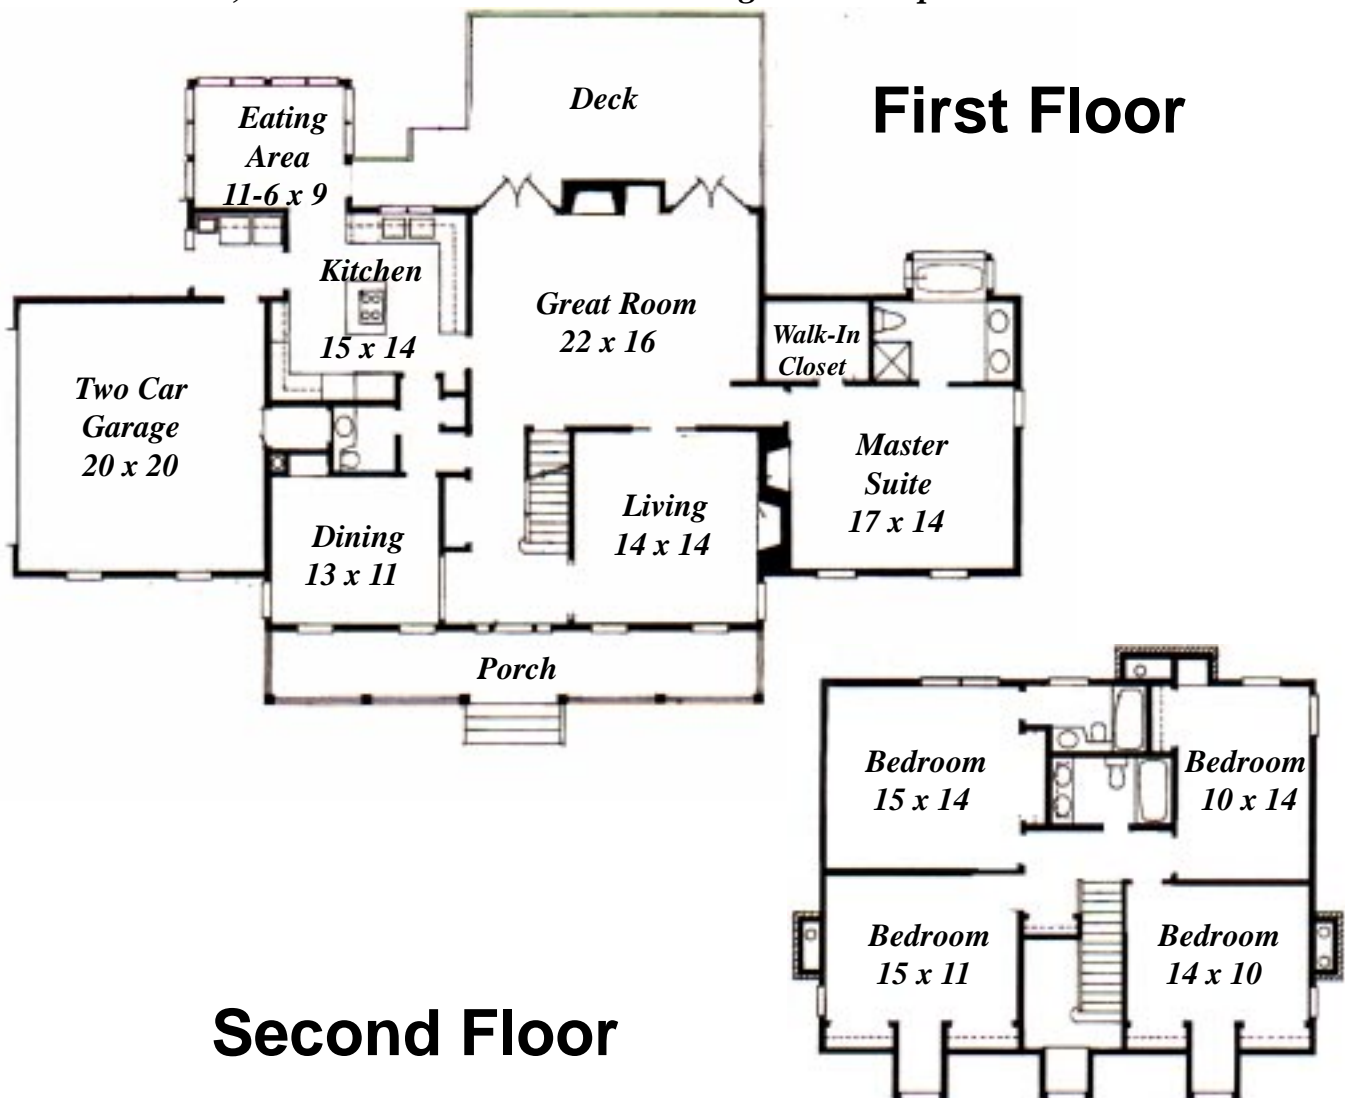 First Floor
Deck
Eating
Area
11-6 x 9
Kitchen
15 x 14
Great Room
22 x 16
Walk-In
Closet
Two Car
Garage
20 x 20
Master
Suite
17 x 14
Living
14 x 14
Dining
13 x 11
Porch
Bedroom
15 x 14
Bedroom
10 x 14
Bedroom
15 x 11
Bedroom
14 x 10
Second Floor